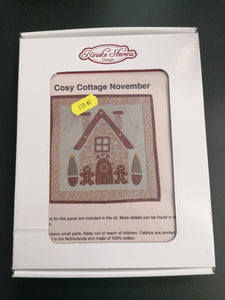 Rinske Stevens
Design
Cosy Cottage November
s for this panel are included in the kit. More details can be found in
ains small parts. Keep out of reach of children. Fabrics are printed
in the Netherlands and made of 100% cotton.